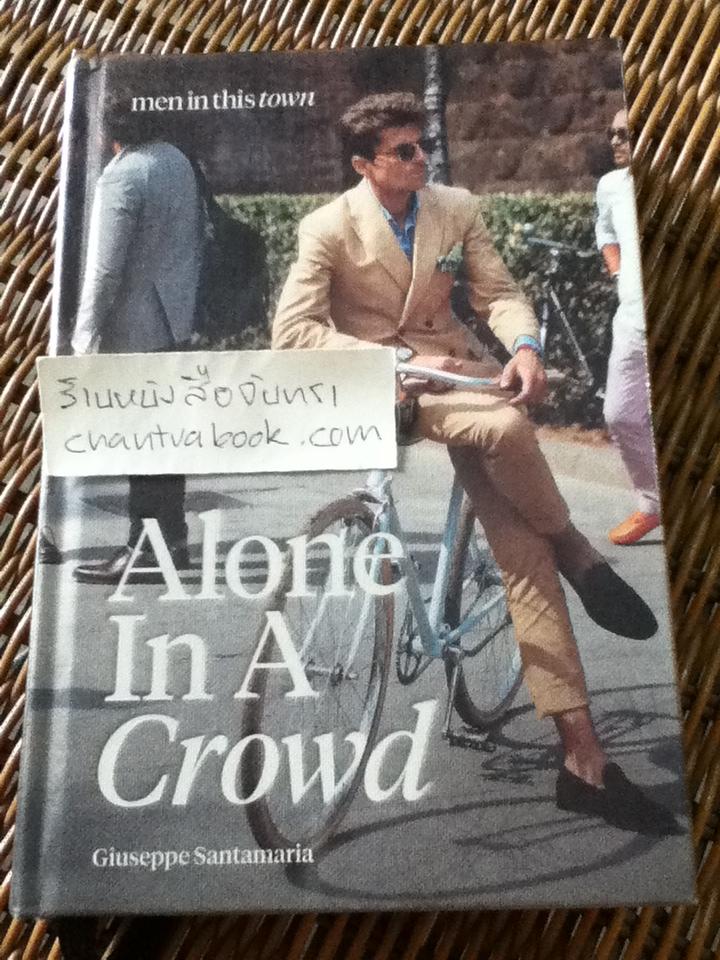 men in this town
ร้านหนังสือจันทรา
chantrabook.com
Alone
In A
Crowd
Giuseppe Santamaria